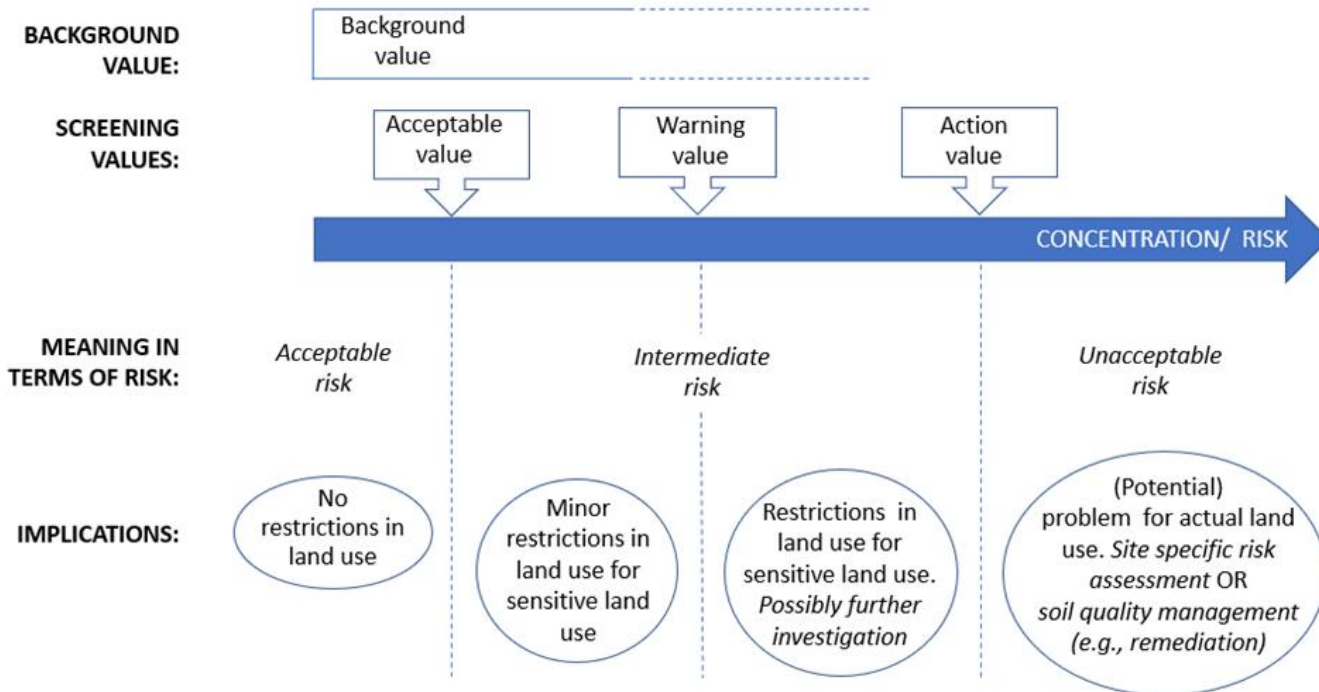 BACKGROUND
VALUE:
Background
value
SCREENING
VALUES:
Acceptable
value
Warning
value
Action
value
CONCENTRATION/ RISK
MEANING IN
TERMS OF RISK:
Acceptable
risk
Intermediate
risk
Unacceptable
risk
IMPLICATIONS:
No
restrictions in
land use
Minor
restrictions in
land use for
sensitive land
use
Restrictions in
land use for
sensitive land use.
Possibly further
investigation
(Potential)
problem for actual land
use. Site specific risk
assessment OR
soil quality management
(e.g., remediation)